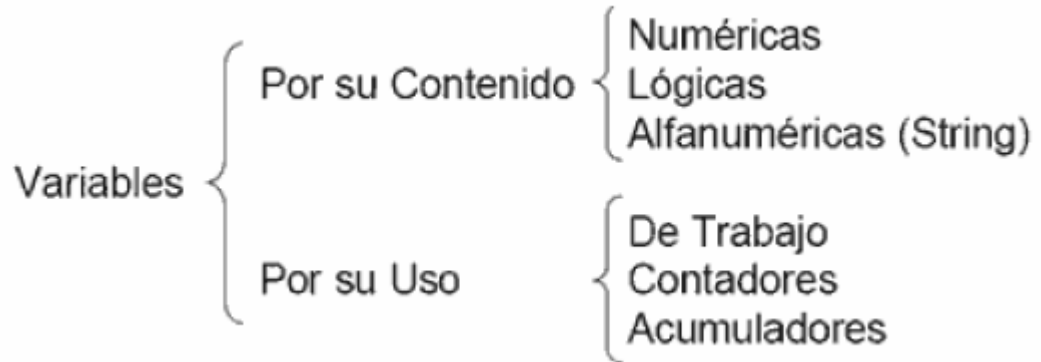 Variables
Por su Contenido
Numéricas
Lógicas
Alfanuméricas (String)
Por su Uso
De Trabajo
Contadores
Acumuladores